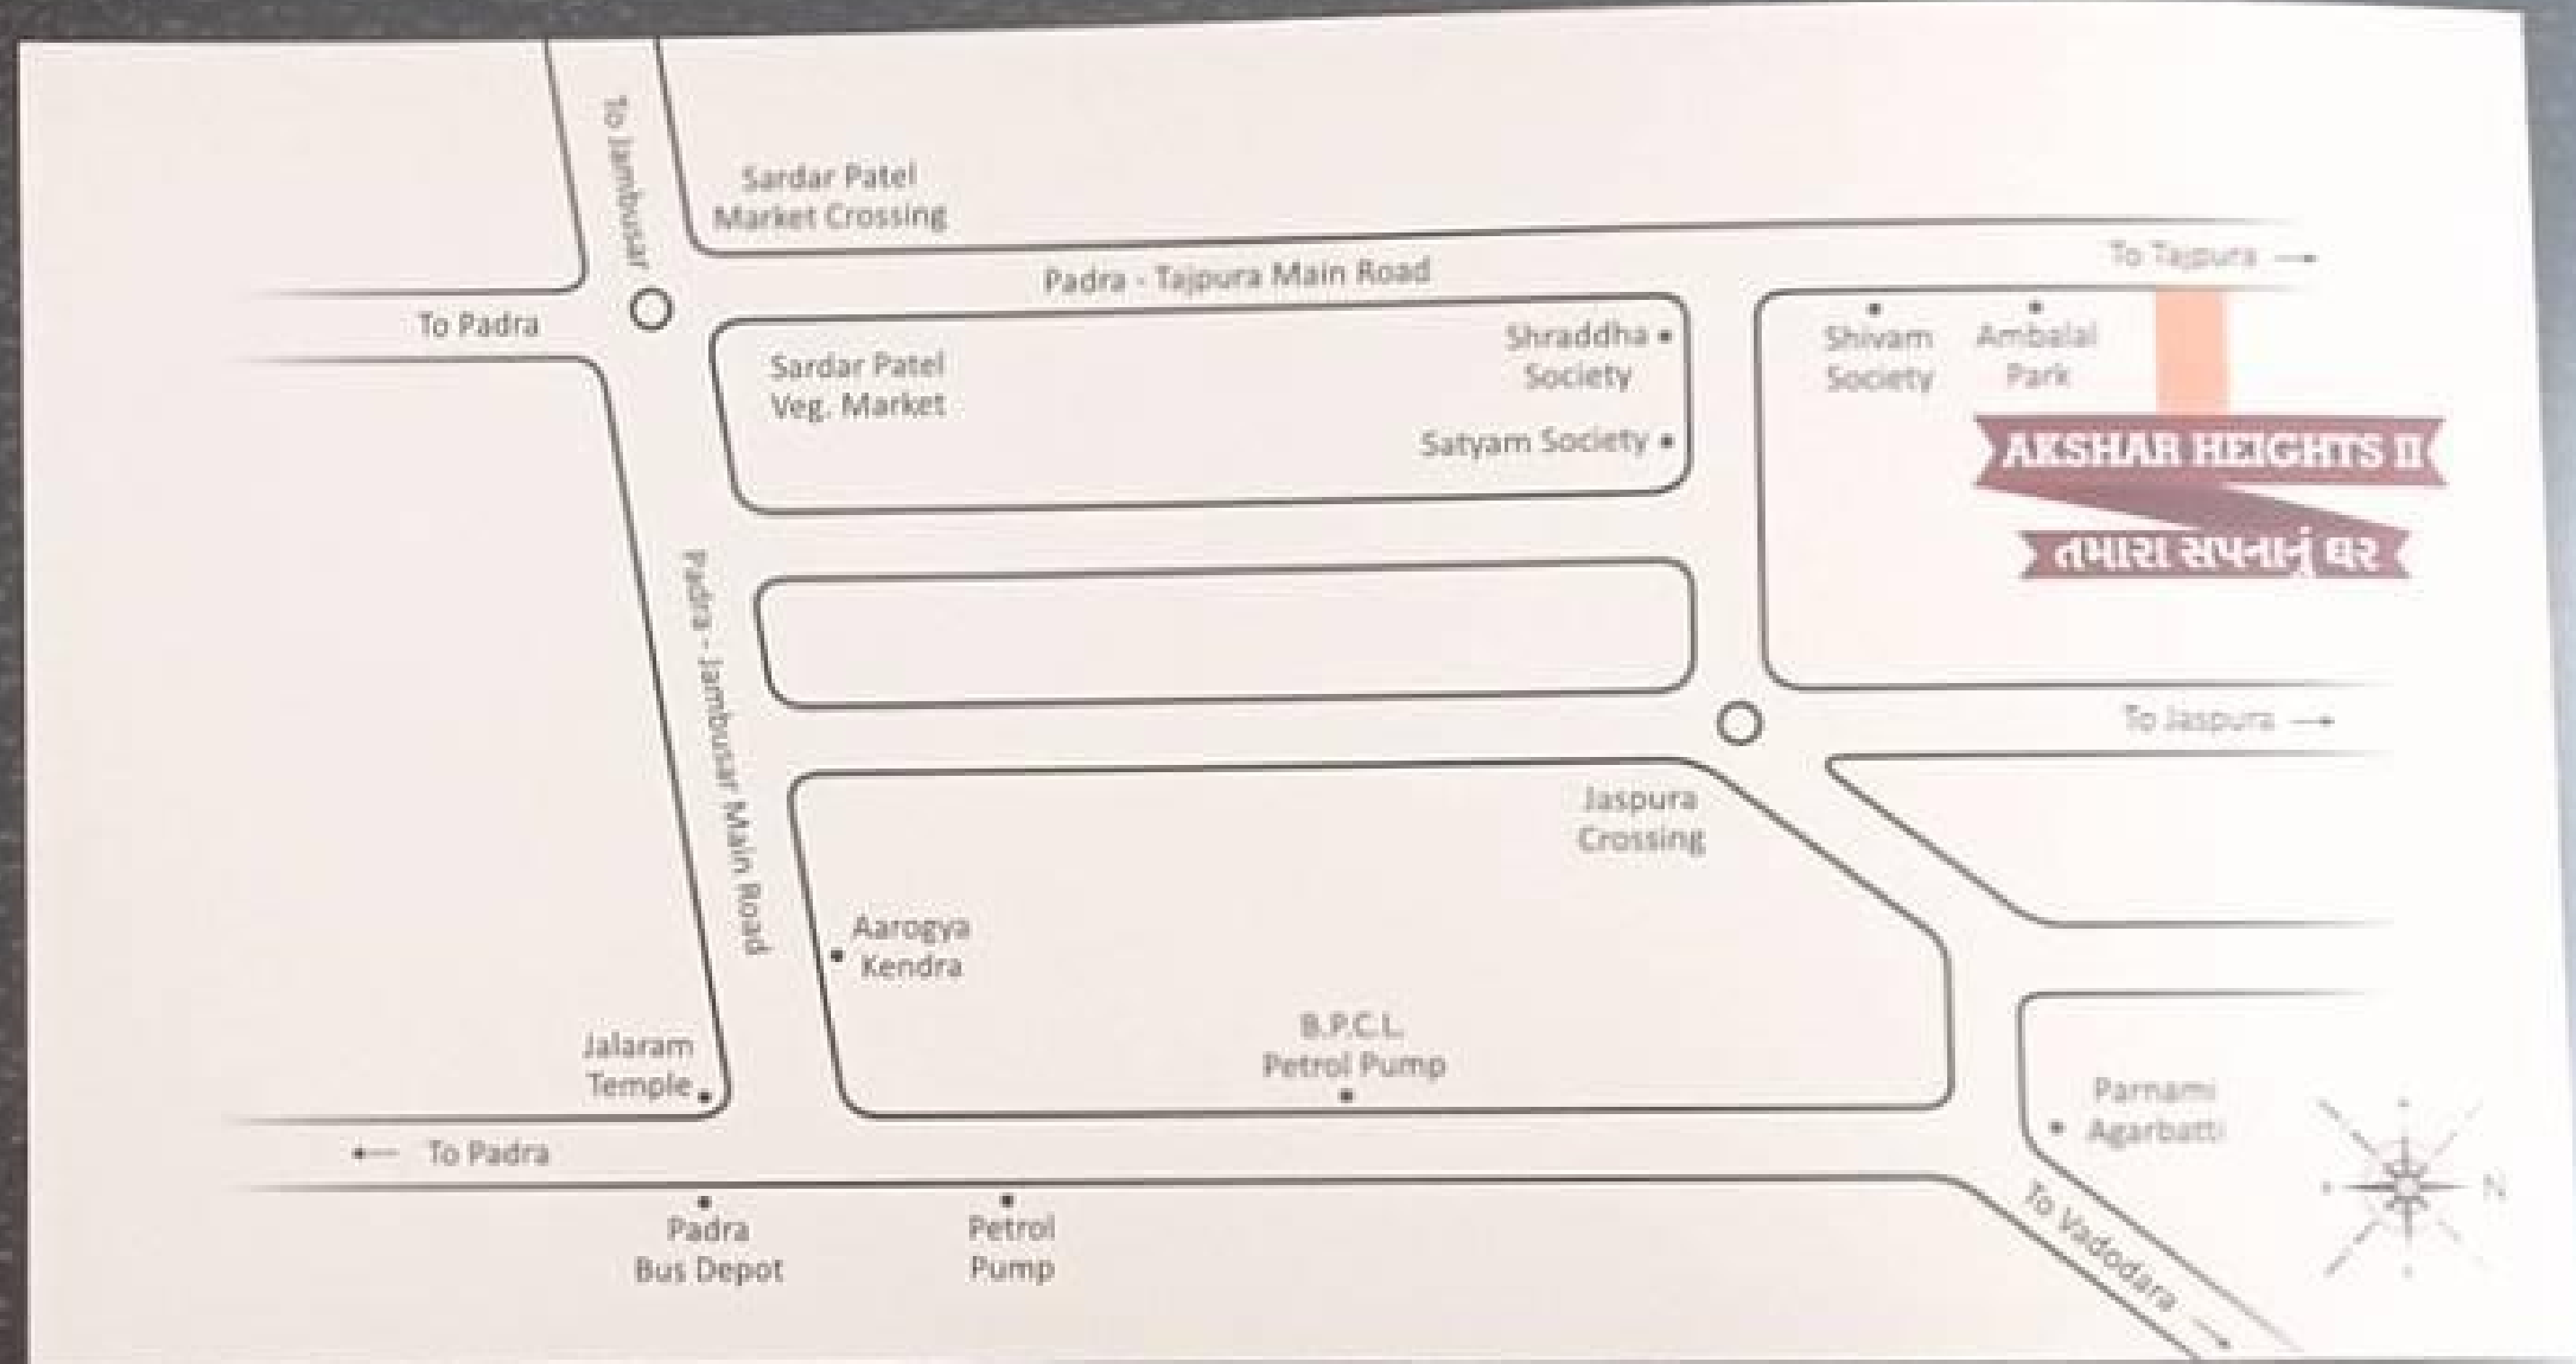 To Jambusar
Sardar Patel
Market Crossing
To Tajpura
Padra - Tajpura Main Road
To Padra
Shraddha
Society
Shivam
Society
Ambalal
Park
Sardar Patel
Veg. Market
Satyam Society
AKSHAR HEIGHTS II
તમારા સપનાનું ઘર
Padra - Jambusar Main Road
To Jaspura
Jaspura
Crossing
Aarogya
Kendra
B.P.C.L.
Petrol Pump
Jalaram
Temple
Parnami
Agarbatti
To Padra
N
To Vadodara
Padra
Bus Depot
Petrol
Pump